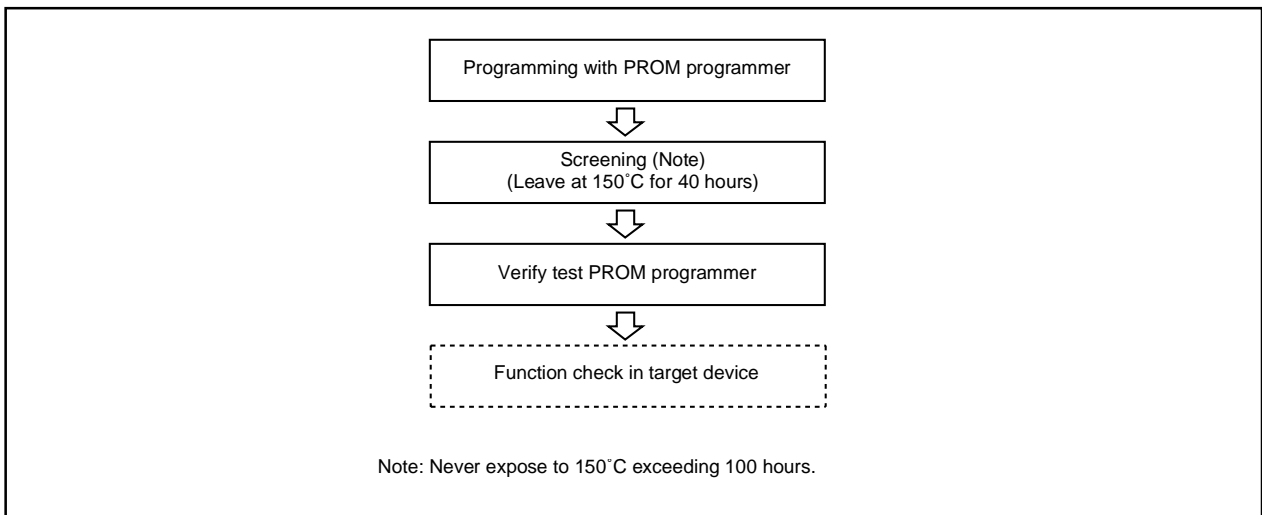 Programming with PROM programmer
Screening (Note)
(Leave at 150˚C for 40 hours)
Verify test PROM programmer
Function check in target device
Note: Never expose to 150˚C exceeding 100 hours.